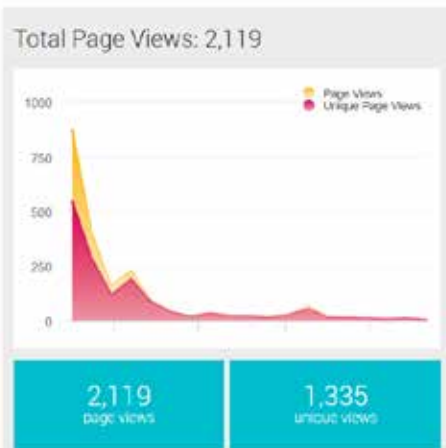 Total Page Views: 2,119
Page Views
Unique Page Views
1000
750
500
250
0
2,119
page views
1,335
unique views